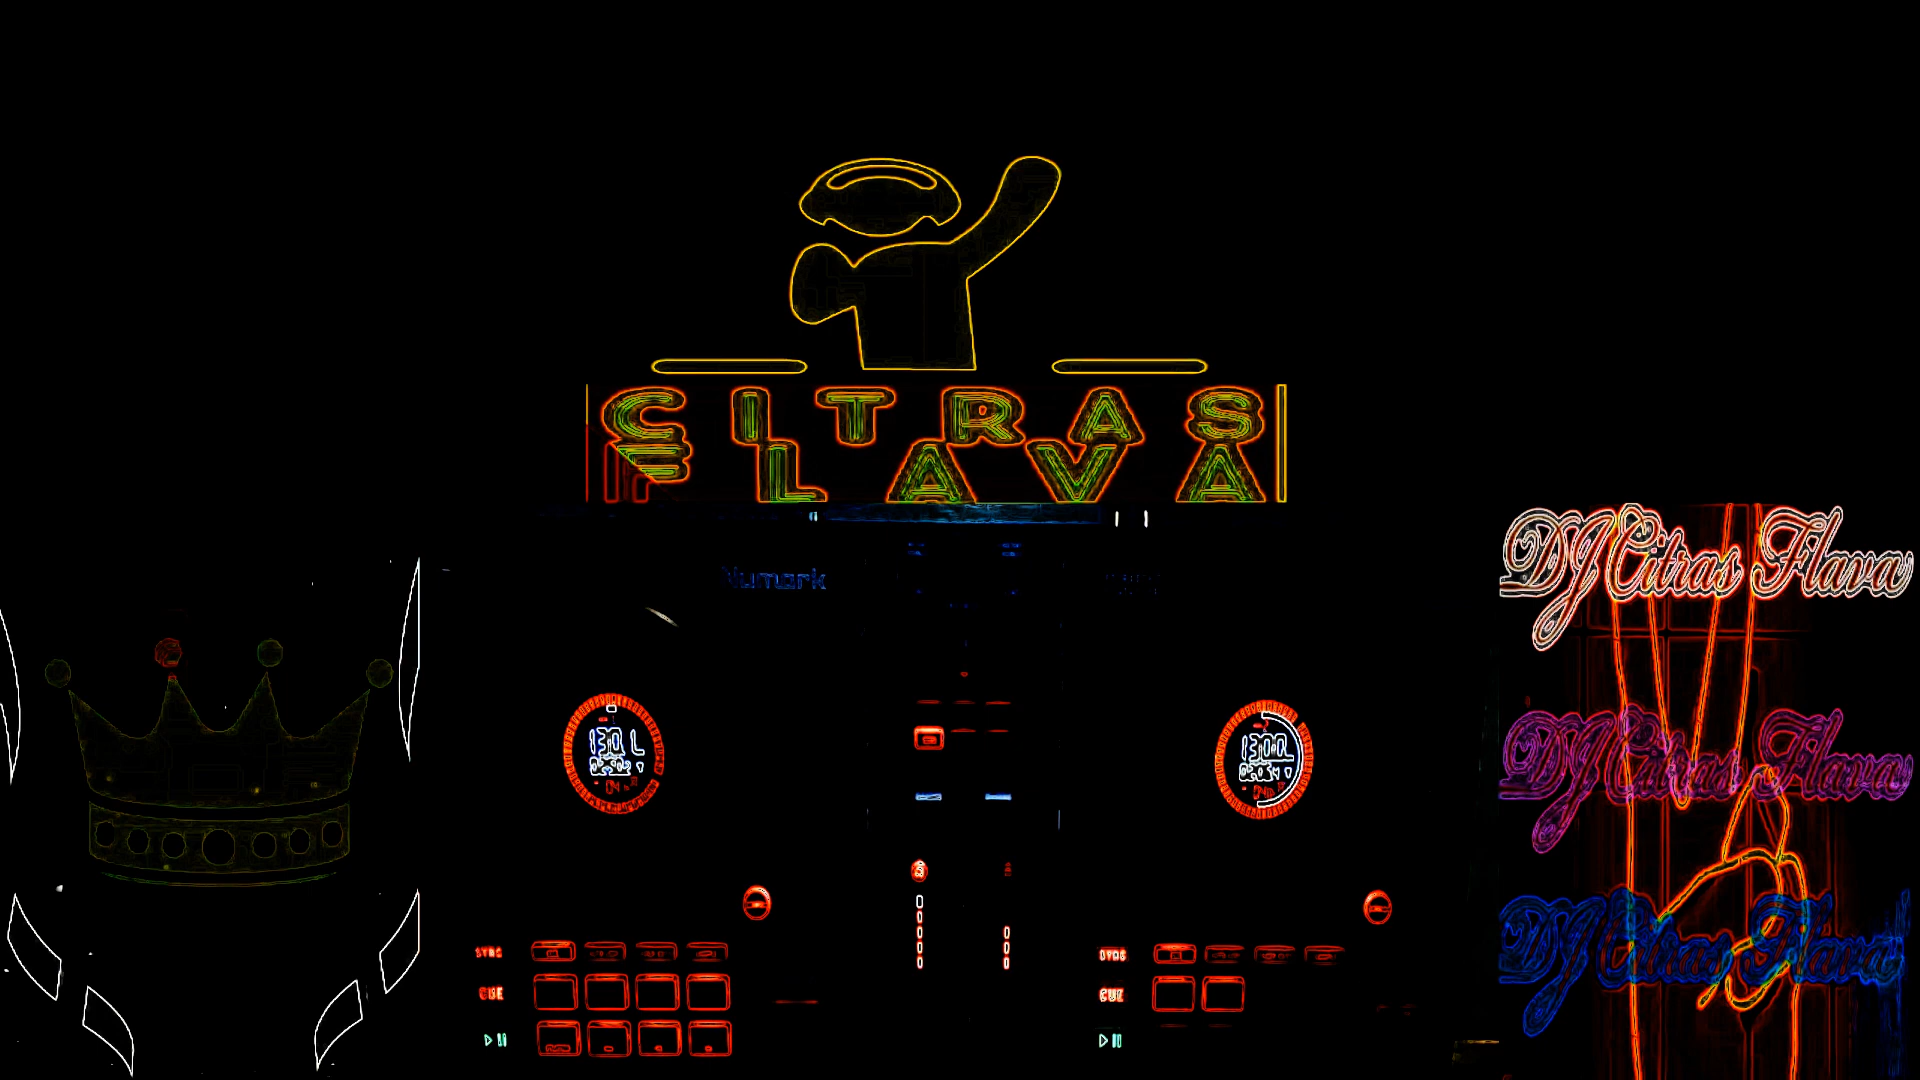 CITRAS
FLAVA
Numark
DJ Citras Flava
DJ Citras Flava
DJ Citras Flava
SYNC
SYNC
CUE
CUE